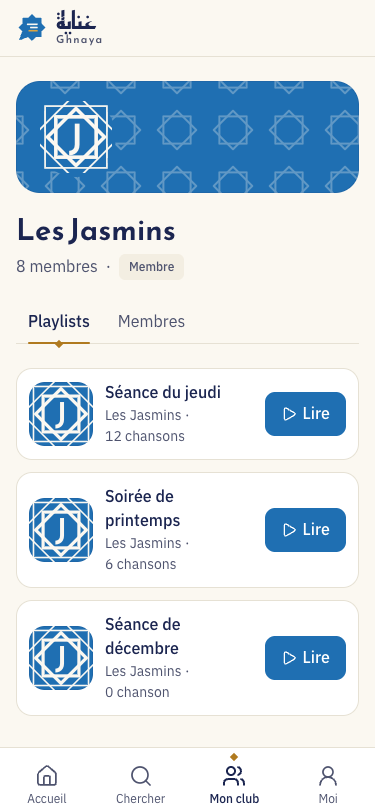 غناية
Ghnaya
J
Les Jasmins
8 membres · Membre
Playlists Membres
J
Séance du jeudi
Les Jasmins ·
12 chansons
Lire
J
Soirée de
printemps
Les Jasmins ·
6 chansons
Lire
J
Séance de
décembre
Les Jasmins ·
0 chanson
Lire
Accueil Chercher Mon club Moi